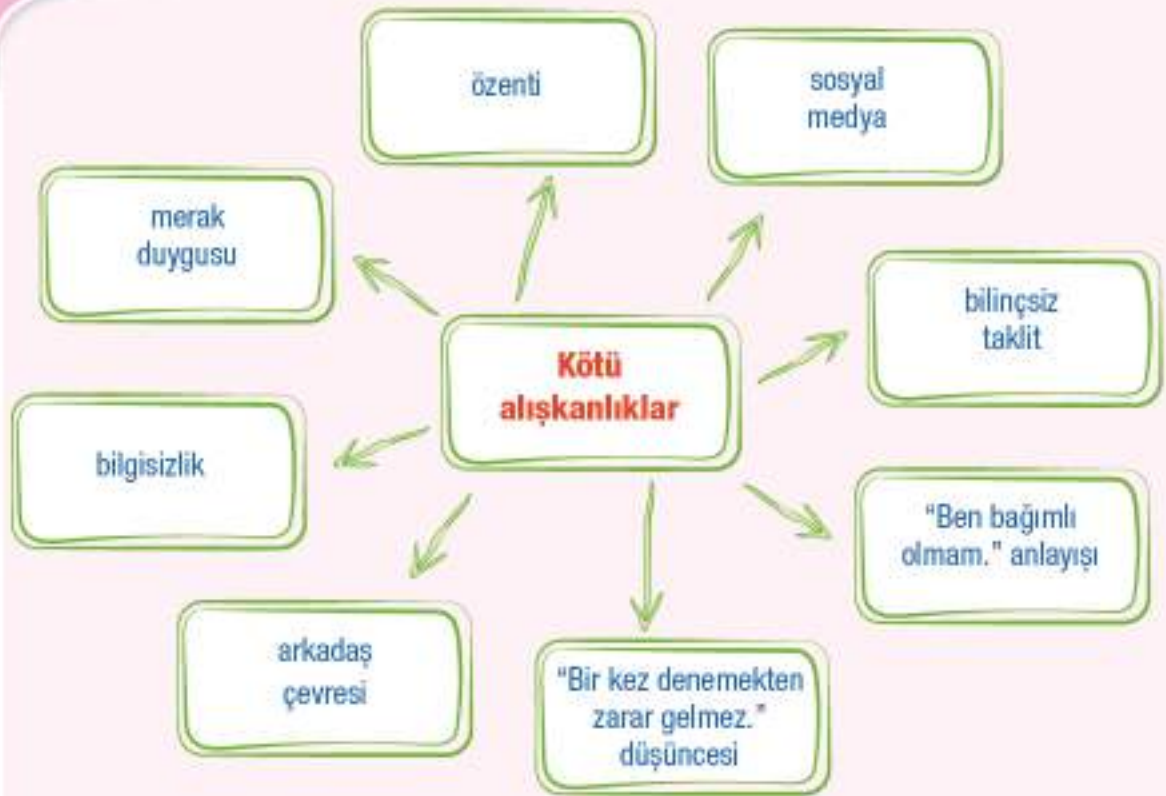 özenti
sosyal
medya
merak
duygusu
bilinçsiz
taklit
Kötü
alışkanlıklar
bilgisizlik
"Ben bağımlı
olmam." anlayışı
arkadaş
çevresi
"Bir kez denemekten
zarar gelmez."
düşüncesi